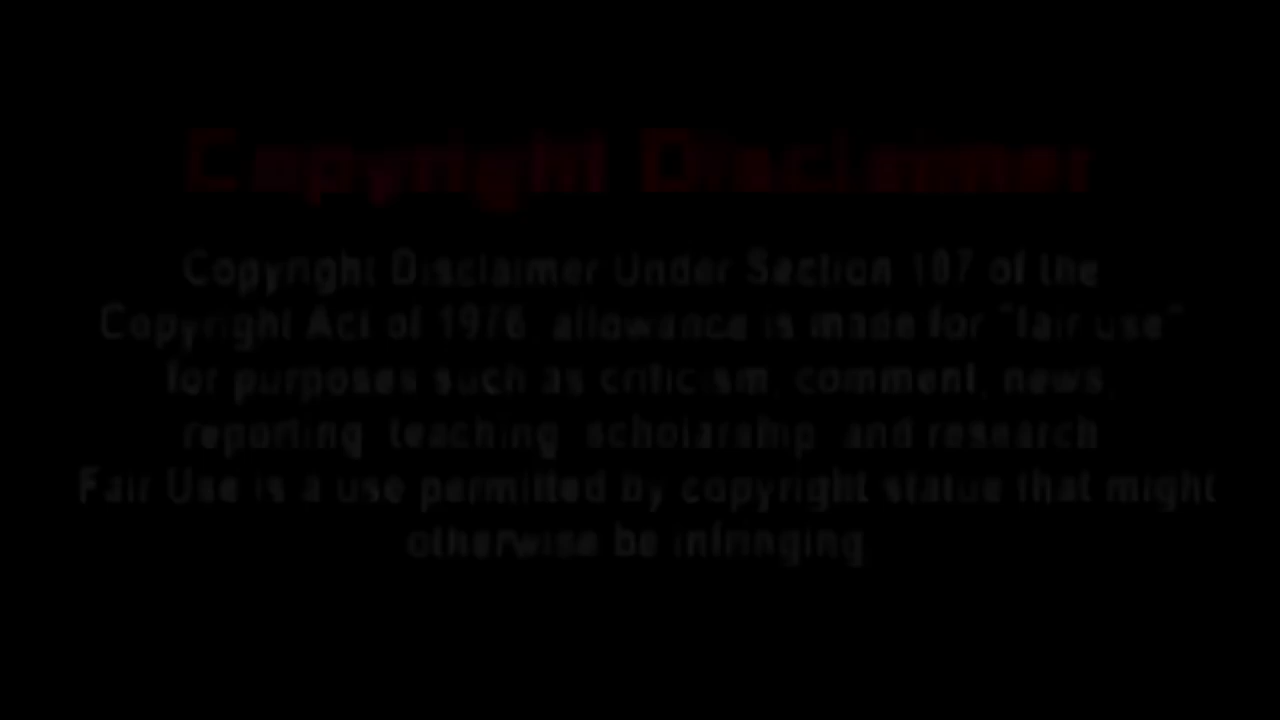 Copyright Disclaimer
Copyright Disclaimer Under Section 107 of the
Copyright Act of 1976, allowance is made for "fair use"
for purposes such as criticism, comment, news,
reporting, teaching, scholarship, and research
Fair Use is a use permitted by copyright statue that might
otherwise be infringing.